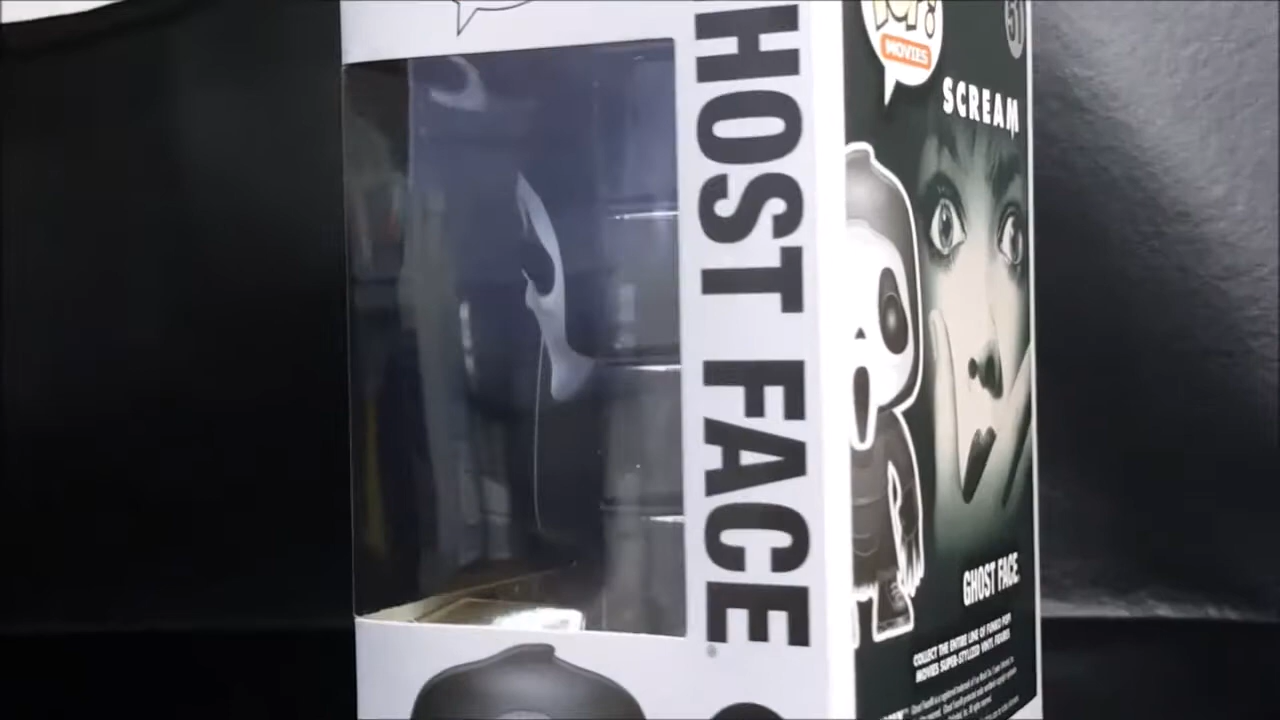 HOST FACE
POP!
MOVIES
51
SCREAM
GHOST FACE
COLLECT THE ENTIRE LINE OF FUNKO POP!
MOVIES SUPER-STYLIZED VINYL FIGURES